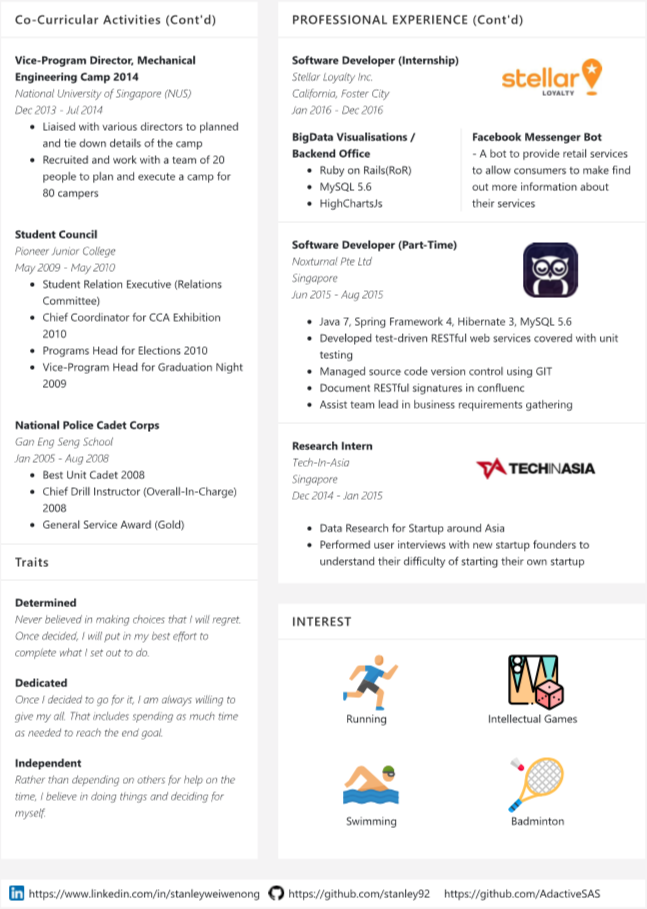 Co-Curricular Activities (Cont'd)
Vice-Program Director, Mechanical
Engineering Camp 2014
National University of Singapore (NUS)
Dec 2013 - Jul 2014
• Liaised with various directors to planned
and tie down details of the camp
• Recruited and work with a team of 20
people to plan and execute a camp for
80 campers
Student Council
Pioneer Junior College
May 2009 - May 2010
• Student Relation Executive (Relations
Committee)
• Chief Coordinator for CCA Exhibition
2010
• Programs Head for Elections 2010
• Vice-Program Head for Graduation Night
2009
National Police Cadet Corps
Gan Eng Seng School
Jan 2005 - Aug 2008
• Best Unit Cadet 2008
• Chief Drill Instructor (Overall-In-Charge)
2008
• General Service Award (Gold)
Traits
Determined
Never believed in making choices that I will regret.
Once decided, I will put in my best effort to
complete what I set out to do.
Dedicated
Once I decided to go for it, I am always willing to
give my all. That includes spending as much time
as needed to reach the end goal.
Independent
Rather than depending on others for help on the
time, I believe in doing things and deciding for
myself.
PROFESSIONAL EXPERIENCE (Cont'd)
Software Developer (Internship)
Stellar Loyalty Inc.
California, Foster City
Jan 2016 - Dec 2016
stellar
LOYALTY
BigData Visualisations /
Backend Office
• Ruby on Rails(RoR)
• MySQL 5.6
• HighChartsJs
Facebook Messenger Bot
- A bot to provide retail services
to allow consumers to make find
out more information about
their services
Software Developer (Part-Time)
Noxturnal Pte Ltd
Singapore
Jun 2015 - Aug 2015
• Java 7, Spring Framework 4, Hibernate 3, MySQL 5.6
• Developed test-driven RESTful web services covered with unit
testing
• Managed source code version control using GIT
• Document RESTful signatures in confluenc
• Assist team lead in business requirements gathering
Research Intern
Tech-In-Asia
Singapore
Dec 2014 - Jan 2015
TECHINASIA
• Data Research for Startup around Asia
• Performed user interviews with new startup founders to
understand their difficulty of starting their own startup
INTEREST
Running
Intellectual Games
Swimming
Badminton
in https://www.linkedin.com/in/stanleyweiwenong https://github.com/stanley92 https://github.com/AdactiveSAS